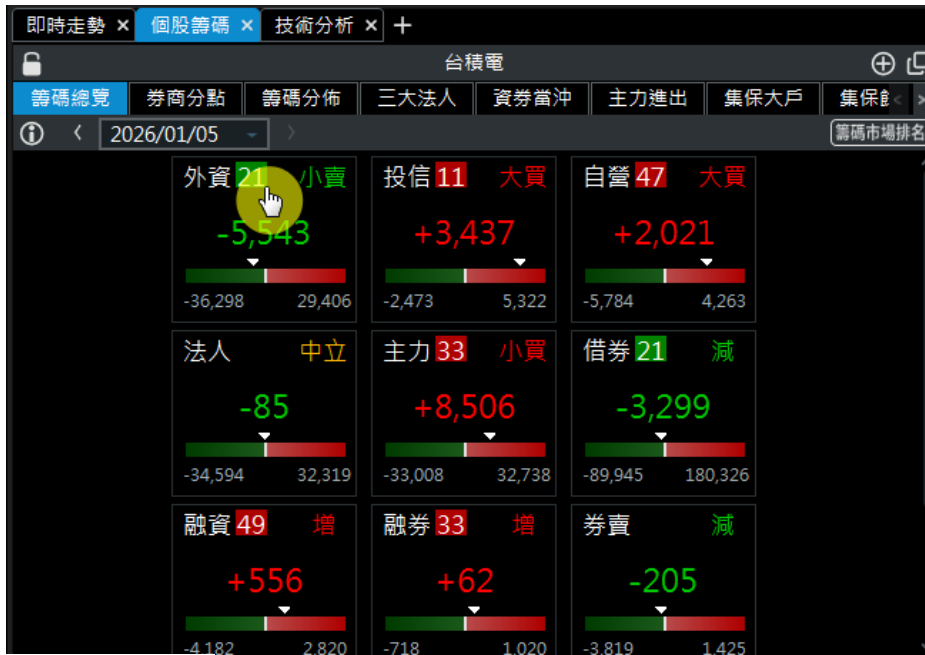 即時走勢 × 個股籌碼 × 技術分析 × +
台積電
籌碼總覽 券商分點 籌碼分佈 三大法人 資券當沖 主力進出 集保大戶 集保
2026/01/05 籌碼市場排名
外資 21 小賣 投信 11 大買 自營 47 大買
-5,543 +3,437 +2,021
-36,298 29,406 -2,473 5,322 -5,784 4,263
法人 中立 主力 33 小買 借券 21 減
-85 +8,506 -3,299
-34,594 32,319 -33,008 32,738 -89,945 180,326
融資 49 增 融券 33 增 券賣 減
+556 +62 -205
-4,182 2,820 -718 1,020 -3,819 1,425